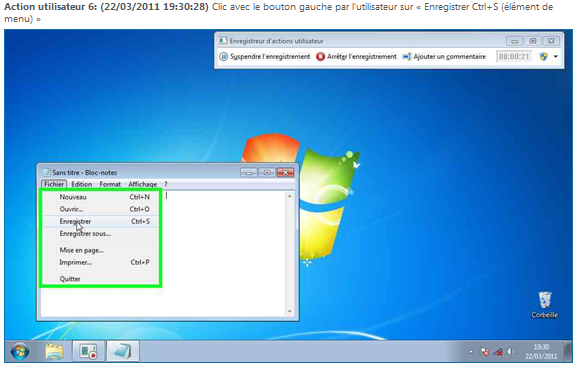 Action utilisateur 6: (22/03/2011 19:30:28) Clic avec le bouton gauche par l'utilisateur sur « Enregistrer Ctrl+S (élément de
menu) »
Enregistreur d'actions utilisateur
Suspendre l'enregistrement Arrêter l'enregistrement Ajouter un commentaire 00:00:21
Sans titre - Bloc-notes
Fichier Edition Format Affichage ?
Nouveau Ctrl+N
Ouvrir... Ctrl+O
Enregistrer Ctrl+S
Enregistrer sous...
Mise en page...
Imprimer... Ctrl+P
Quitter
Corbeille
19:30
22/03/2011